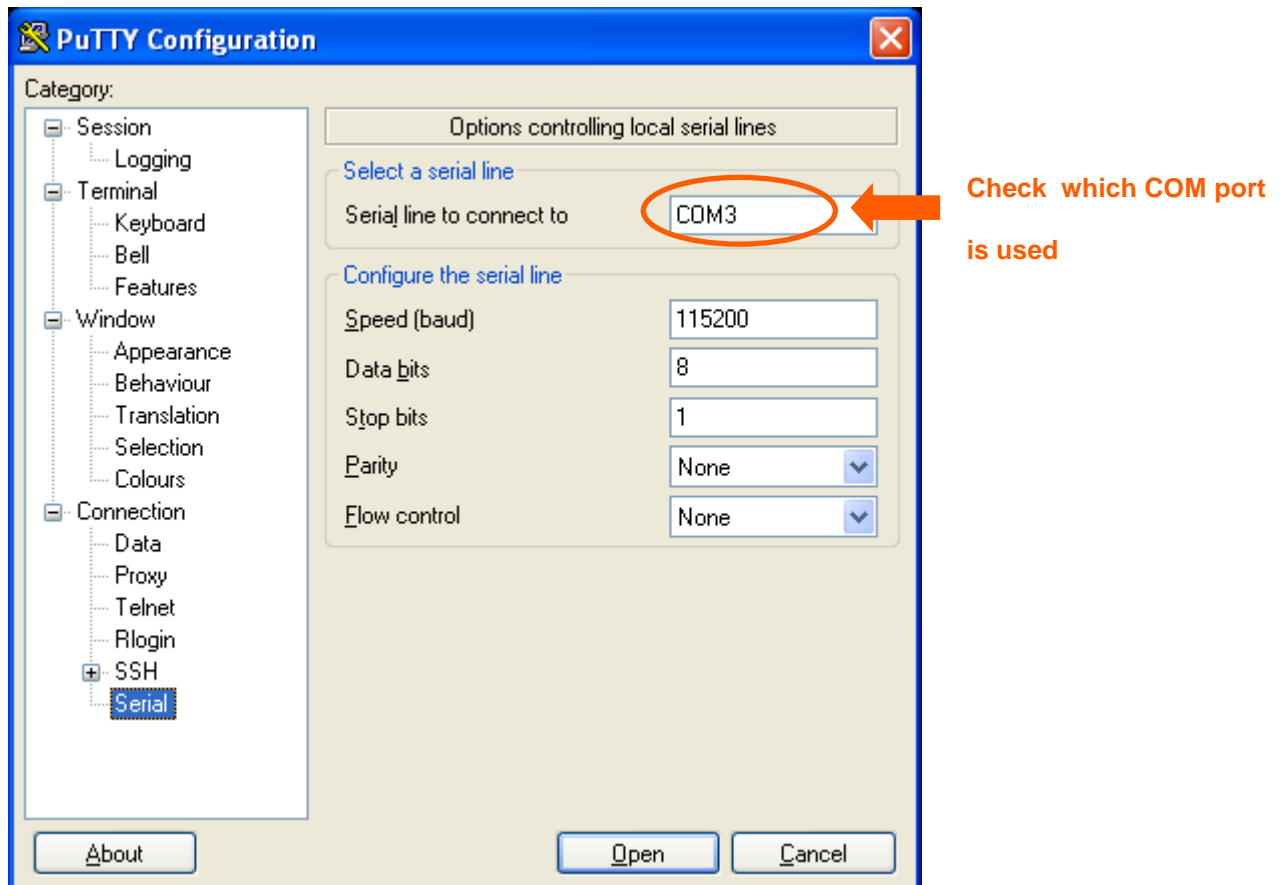 PuTTY Configuration
Category:
Session
Logging
Terminal
Keyboard
Bell
Features
Window
Appearance
Behaviour
Translation
Selection
Colours
Connection
Data
Proxy
Telnet
Rlogin
SSH
Serial
Options controlling local serial lines
Select a serial line
Serial line to connect to
COM3
Configure the serial line
Speed (baud)
115200
Data bits
8
Stop bits
1
Parity
None
Flow control
None
About
Open
Cancel
Check which COM port
is used